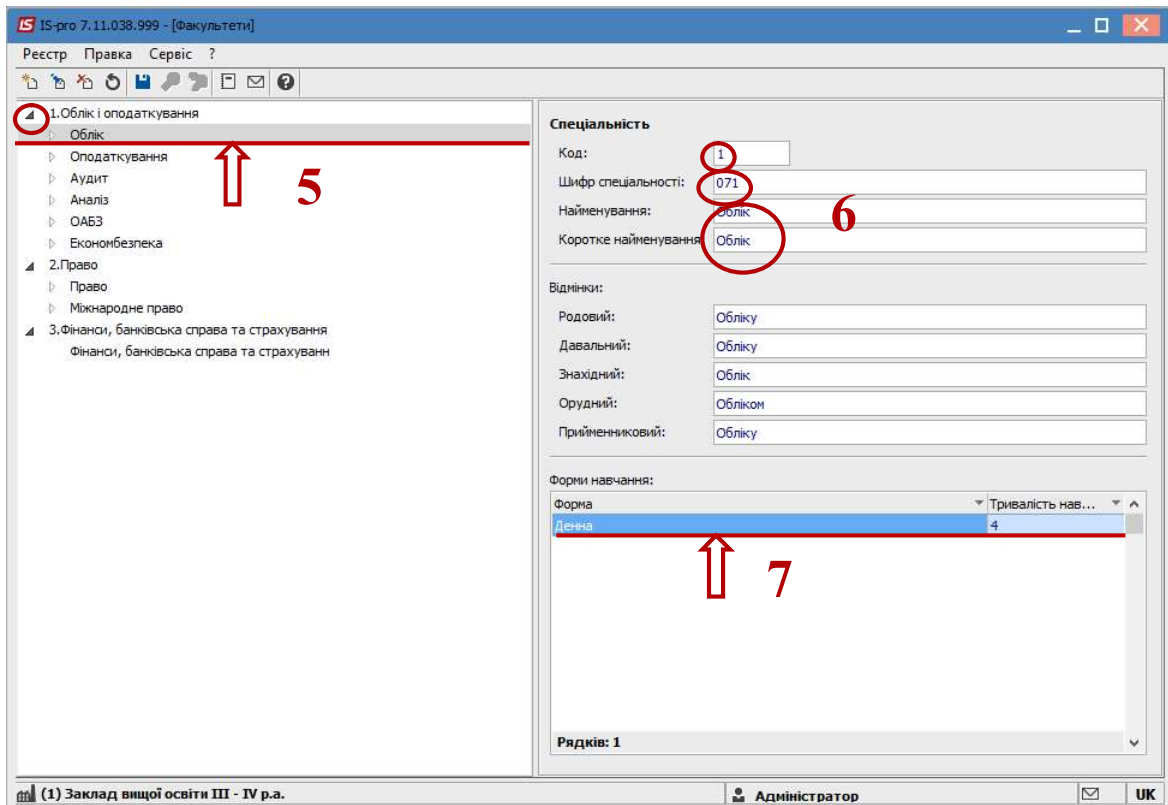 IS-pro 7.11.038.999 - [Факультети]
Реєстр Правка Сервіс ?
1.Облік і оподаткування
Облік
Оподаткування
Аудит
Аналіз
ОАБЗ
Економбезпека
2.Право
Право
Міжнародне право
3.Фінанси, банківська справа та страхування
Фінанси, банківська справа та страхуванн
5
Спеціальність
Код: 1
Шифр спеціальності: 071
Найменування: Облік
Коротке найменування Облік
6
Відмінки:
Родовий: Обліку
Давальний: Обліку
Знахідний: Облік
Орудний: Обліком
Прийменниковий: Обліку
Форми навчання:
Форма Тривалість нав...
Денна 4
7
Рядків: 1
(1) Заклад вищої освіти III - IV р.а. Адміністратор UK